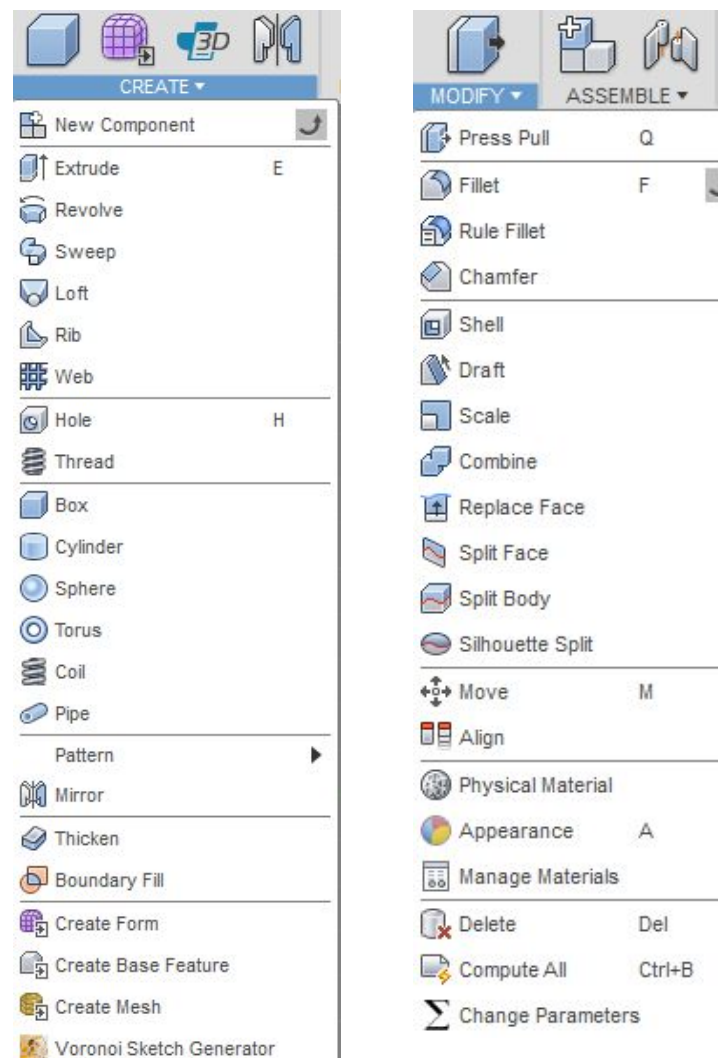 3D
CREATE ▾
New Component
Extrude E
Revolve
Sweep
Loft
Rib
Web
Hole H
Thread
Box
Cylinder
Sphere
Torus
Coil
Pipe
Pattern
Mirror
Thicken
Boundary Fill
Create Form
Create Base Feature
Create Mesh
Voronoi Sketch Generator
MODIFY ▾ ASSEMBLE ▾
Press Pull Q
Fillet F
Rule Fillet
Chamfer
Shell
Draft
Scale
Combine
Replace Face
Split Face
Split Body
Silhouette Split
Move M
Align
Physical Material
Appearance A
Manage Materials
Delete Del
Compute All Ctrl+B
Change Parameters